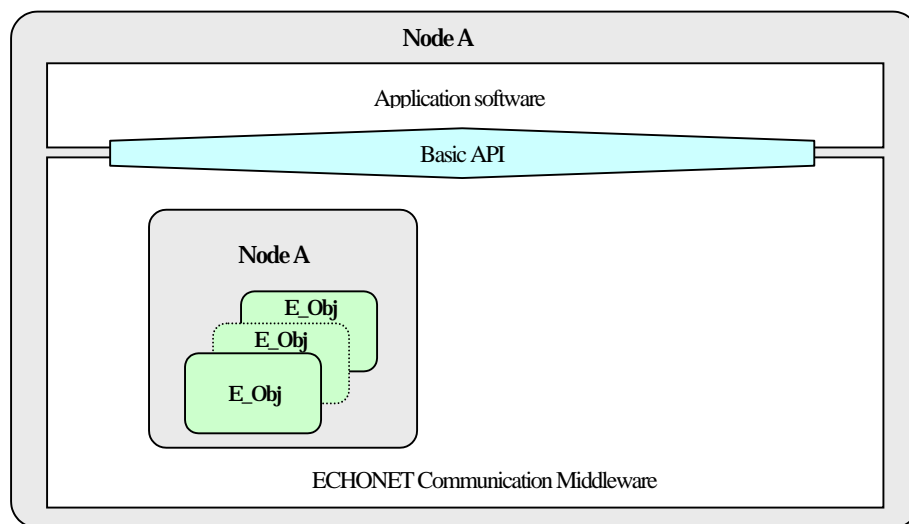 Node A
Application software
Basic API
Node A
E_Obj
E_Obj
E_Obj
ECHONET Communication Middleware